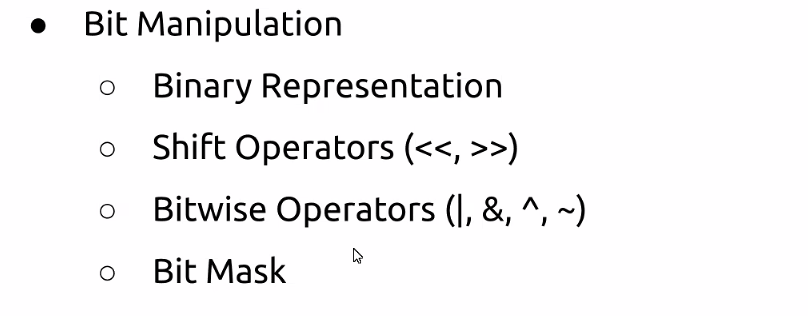 ● Bit Manipulation
○ Binary Representation
○ Shift Operators (<<, >>)
○ Bitwise Operators (|, &, ^, ~)
○ Bit Mask